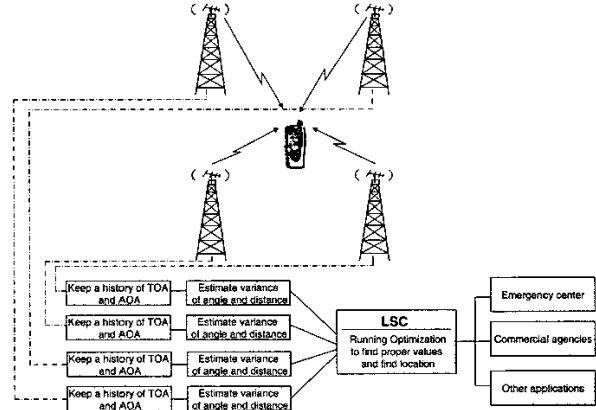 Keep a history of TOA
and AOA
Estimate variance
of angle and distance
Keep a history of TOA
and AOA
Estimate variance
of angle and distance
Keep a history of TOA
and AOA
Estimate variance
of angle and distance
Keep a history of TOA
and AOA
Estimate variance
of angle and distance
LSC
Running Optimization
to find proper values
and find location
Emergency center
Commercial agencies
Other applications